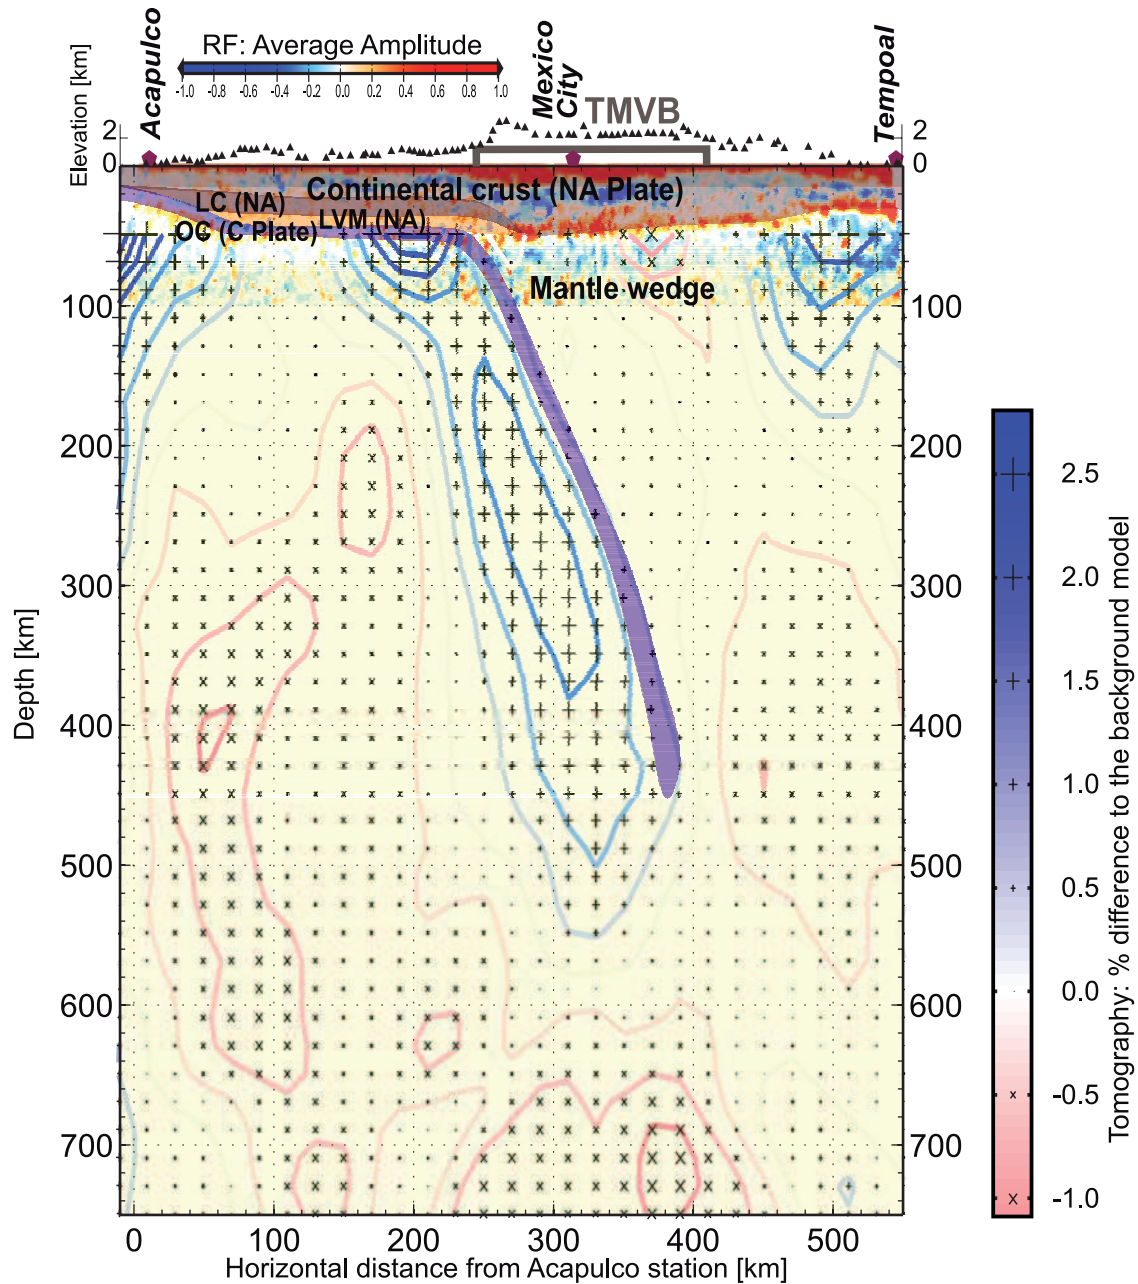 RF: Average Amplitude
-1.0 -0.8 -0.6 -0.4 -0.2 0.0 0.2 0.4 0.6 0.8 1.0
Elevation [km]
Acapulco
Mexico
City
TMVB
Tempoal
2
0
2
0
Continental crust (NA Plate)
LC (NA)
LVM (NA)
OC (C Plate)
Mantle wedge
Depth [km]
100
200
300
400
500
600
700
100
200
300
400
500
600
700
0 100 200 300 400 500
Horizontal distance from Acapulco station [km]
2.5
2.0
1.5
1.0
0.5
0.0
-0.5
-1.0
Tomography: % difference to the background model